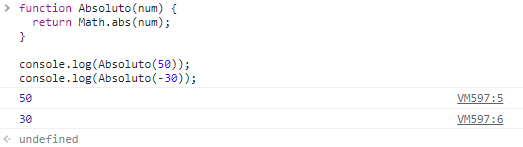 function Absoluto(num) {
  return Math.abs(num);
}

console.log(Absoluto(50));
console.log(Absoluto(-30));
50 VM597:5
30 VM597:6
undefined